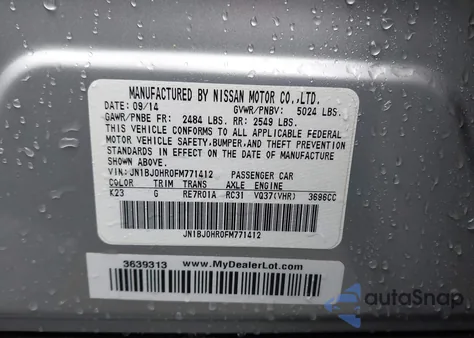 MANUFACTURED BY NISSAN MOTOR CO.,LTD.
DATE: 09/14 GVWR/PNBV: 5024 LBS.
GAWR/PNBE FR: 2484 LBS. RR: 2549 LBS.
THIS VEHICLE CONFORMS TO ALL APPLICABLE FEDERAL
MOTOR VEHICLE SAFETY,BUMPER,AND THEFT PREVENTION
STANDARDS IN EFFECT ON THE DATE OF MANUFACTURE
SHOWN ABOVE.
VIN: JN1BJ0HR0FM771412 PASSENGER CAR
COLOR TRIM TRANS AXLE ENGINE
K23 G RE7R01A RC31 VQ37(VHR) 3696CC
JN1BJ0HR0FM771412
3639313 www.MyDealerLot.com
autoSnap